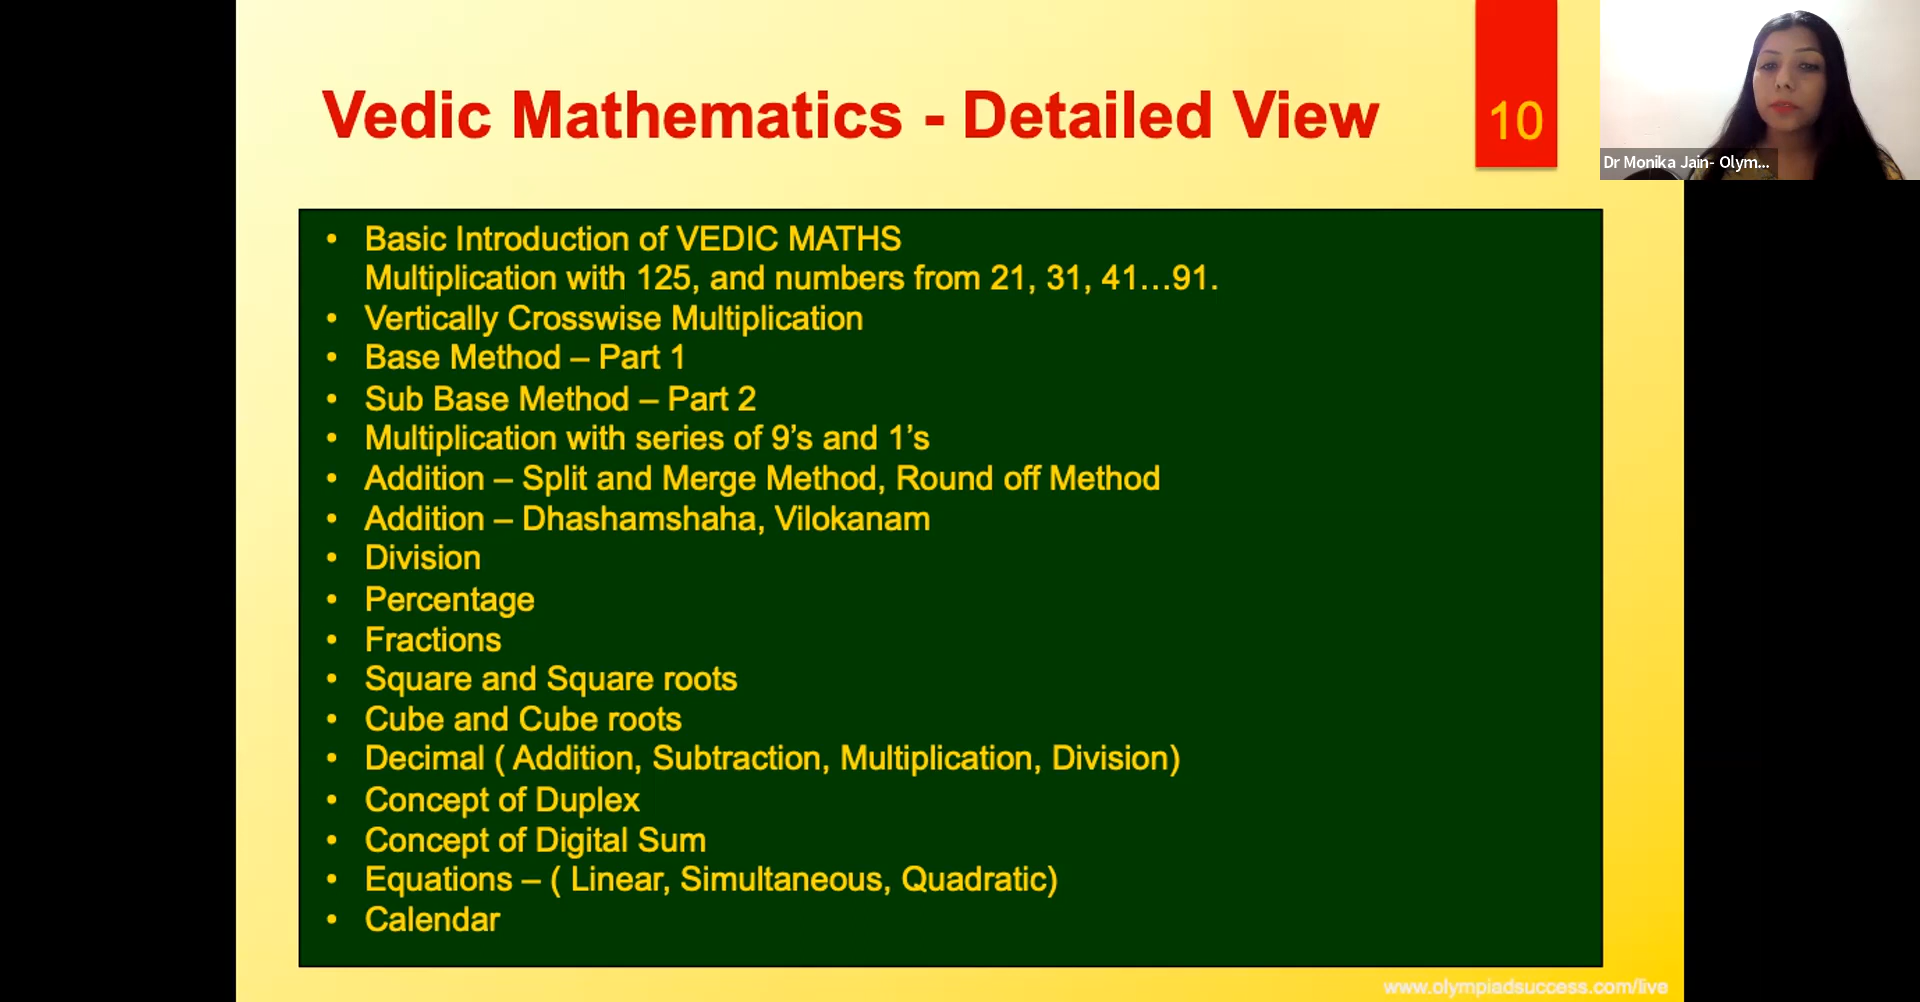 Vedic Mathematics - Detailed View
10
Dr Monika Jain- Olym...
• Basic Introduction of VEDIC MATHS
Multiplication with 125, and numbers from 21, 31, 41…91.
• Vertically Crosswise Multiplication
• Base Method – Part 1
• Sub Base Method – Part 2
• Multiplication with series of 9’s and 1’s
• Addition – Split and Merge Method, Round off Method
• Addition – Dhashamshaha, Vilokanam
• Division
• Percentage
• Fractions
• Square and Square roots
• Cube and Cube roots
• Decimal ( Addition, Subtraction, Multiplication, Division)
• Concept of Duplex
• Concept of Digital Sum
• Equations – ( Linear, Simultaneous, Quadratic)
• Calendar
www.olympiadsuccess.com/live